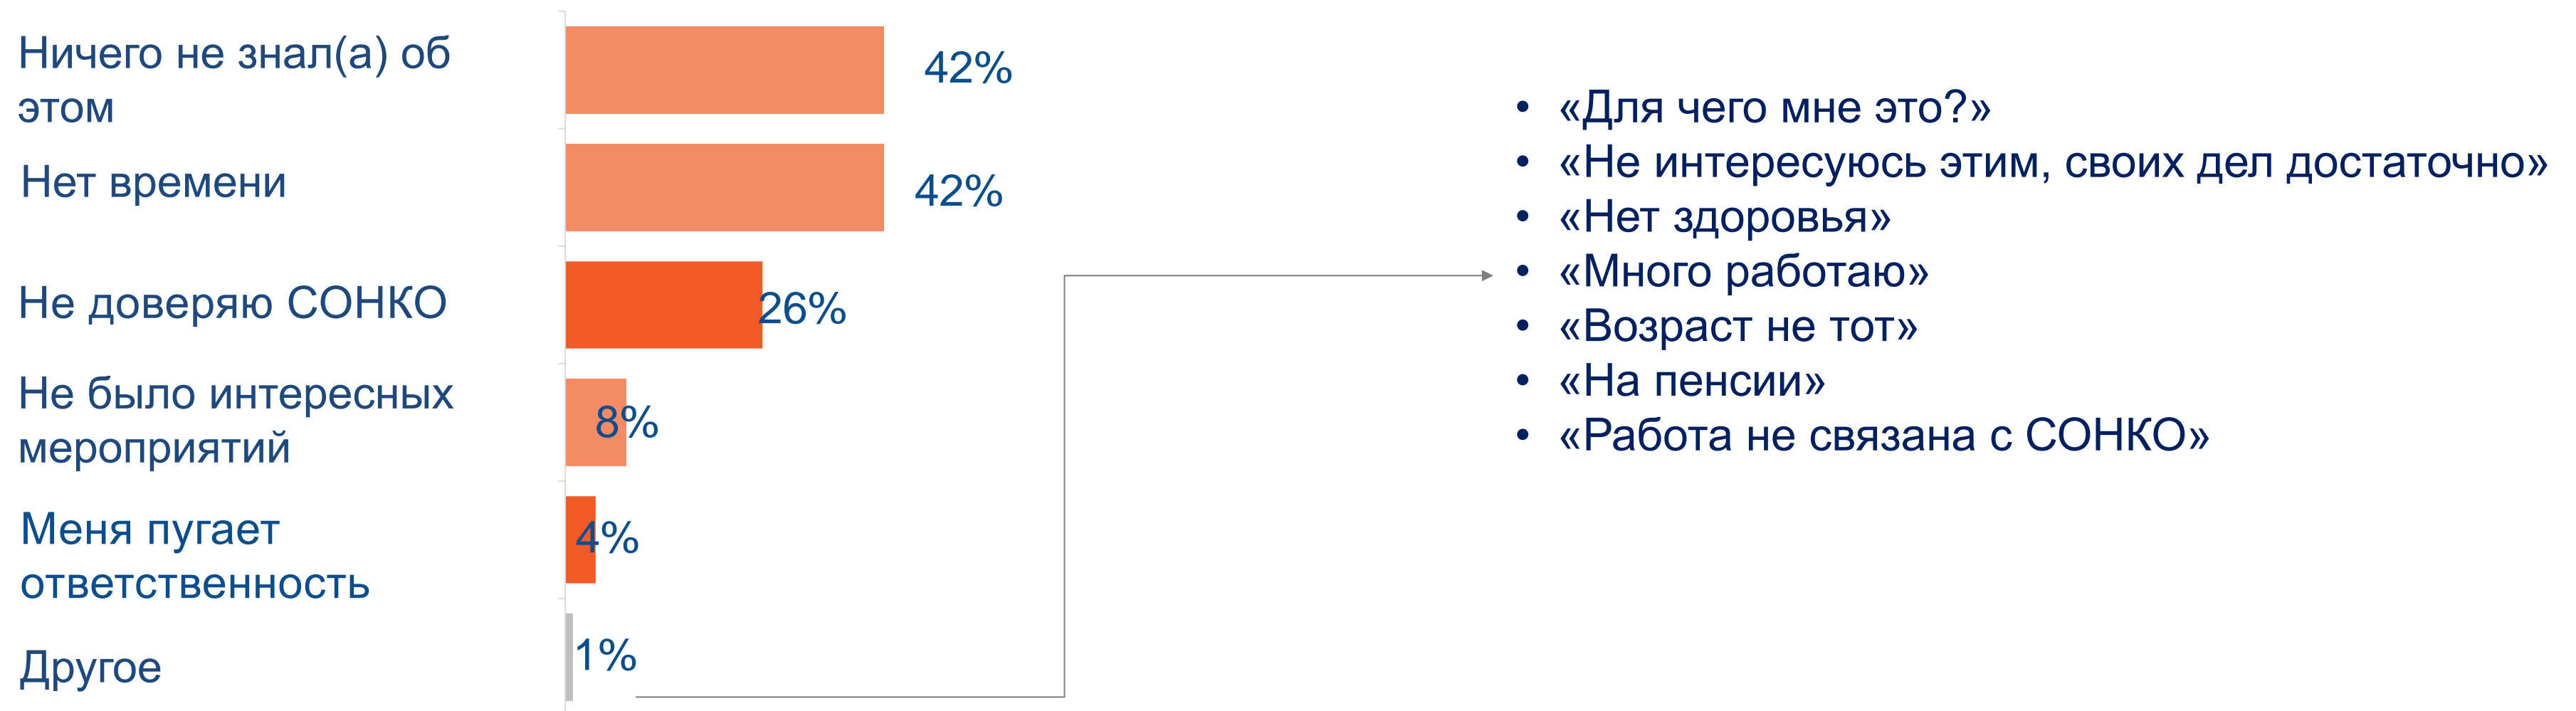 Ничего не знал(а) об
этом
42%
Нет времени
42%
Не доверяю СОНКО
26%
Не было интересных
мероприятий
8%
Меня пугает
ответственность
4%
Другое
1%
• «Для чего мне это?»
• «Не интересуюсь этим, своих дел достаточно»
• «Нет здоровья»
• «Много работаю»
• «Возраст не тот»
• «На пенсии»
• «Работа не связана с СОНКО»